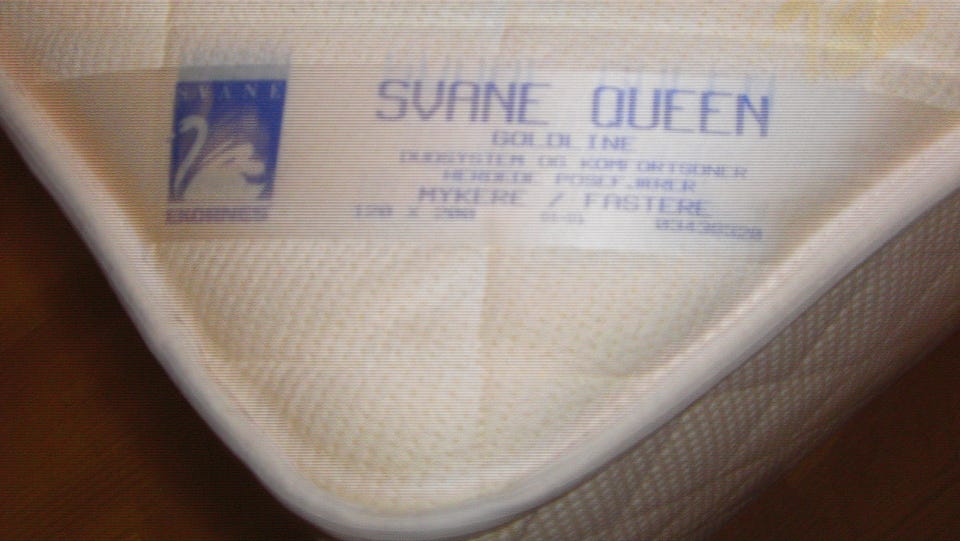 SVANE
EKORNES
SVANE QUEEN
GOLDLINE
DUOSYSTEM OG KOMFORTSONER
HERDEDE POSEFJÆRER
MYKERE / FASTERE
120 X 200